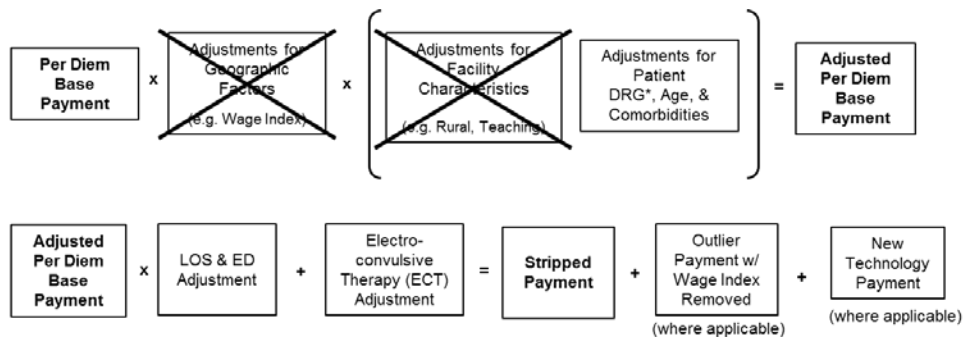 Per Diem
Base
Payment
x
Adjustments for
Geographic
Factors
(e.g. Wage Index)
x
Adjustments for
Facility
Characteristics
(e.g. Rural, Teaching)
Adjustments for
Patient
DRG*, Age, &
Comorbidities
=
Adjusted
Per Diem
Base
Payment
Adjusted
Per Diem
Base
Payment
x
LOS & ED
Adjustment
+
Electro-
convulsive
Therapy (ECT)
Adjustment
=
Stripped
Payment
+
Outlier
Payment w/
Wage Index
Removed
(where applicable)
+
New
Technology
Payment
(where applicable)